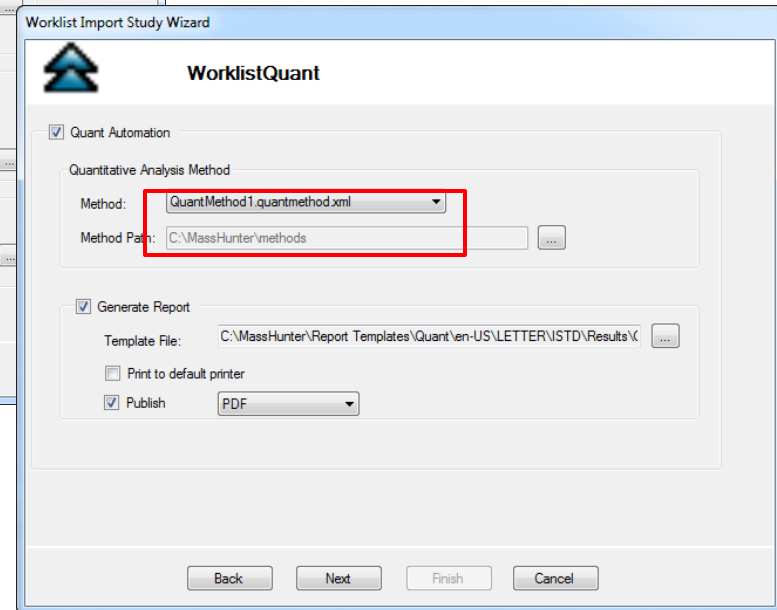 Worklist Import Study Wizard
WorklistQuant
Quant Automation
Quantitative Analysis Method
Method: QuantMethod1.quantmethod.xml
Method Path: C:\MassHunter\methods ...
Generate Report
Template File: C:\MassHunter\Report Templates\Quant\en-US\LETTER\ISTD\Results\( ...
Print to default printer
Publish PDF
Back Next Finish Cancel